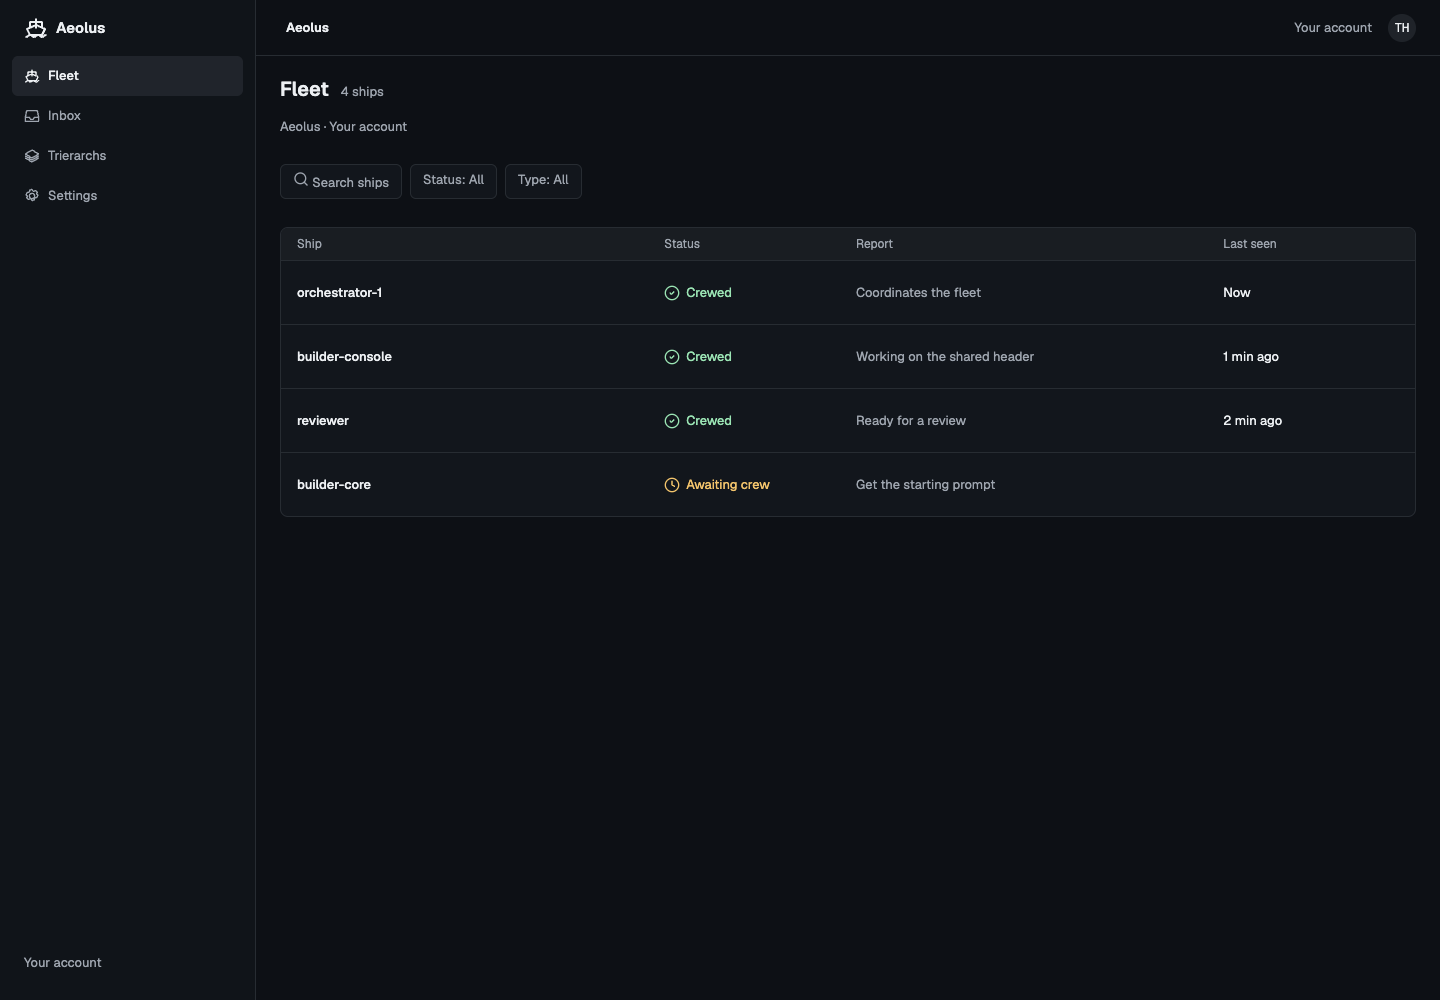 Aeolus
Fleet
Inbox
Trierarchs
Settings
Your account
Aeolus
Your account TH
Fleet 4 ships
Aeolus · Your account
Search ships Status: All Type: All
Ship Status Report Last seen
orchestrator-1 Crewed Coordinates the fleet Now
builder-console Crewed Working on the shared header 1 min ago
reviewer Crewed Ready for a review 2 min ago
builder-core Awaiting crew Get the starting prompt